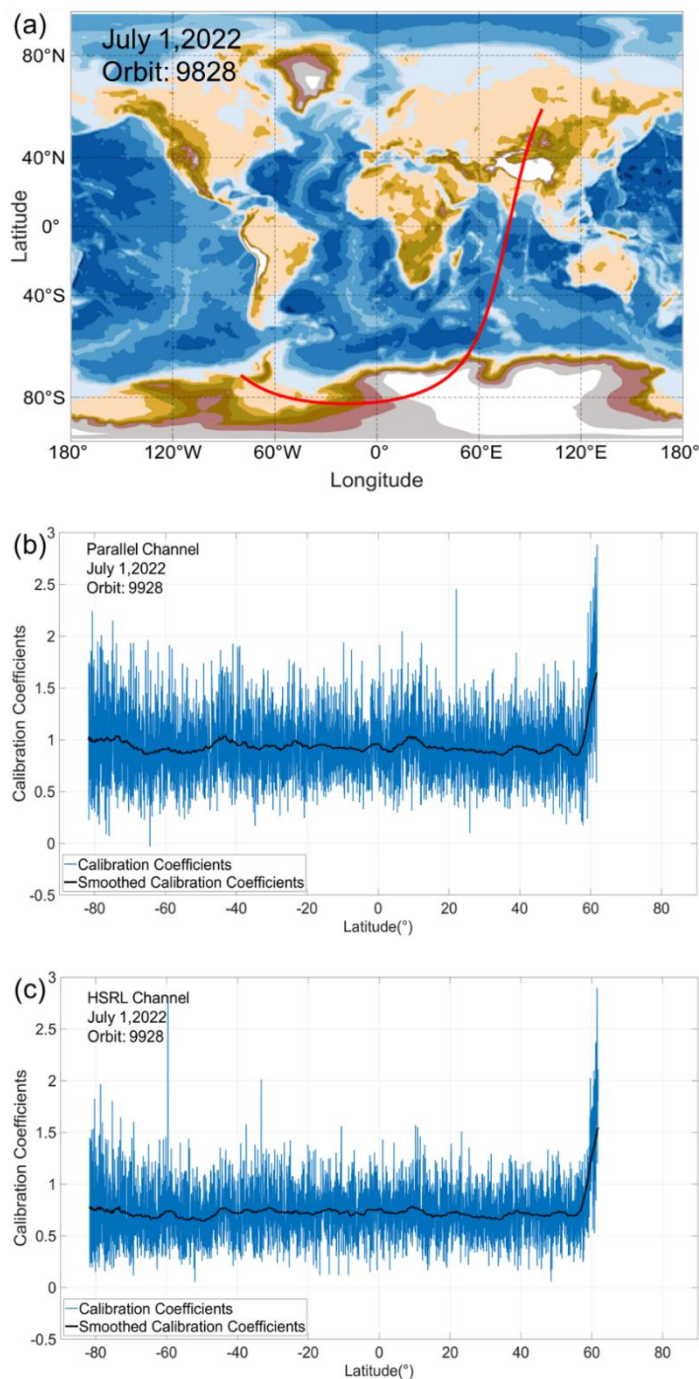 (a)
July 1,2022
Orbit: 9828
80°N
40°N
0°
40°S
80°S
Latitude
180° 120°W 60°W 0° 60°E 120°E 180°
Longitude
(b)
Parallel Channel
July 1,2022
Orbit: 9928
3
2.5
2
1.5
1
0.5
0
-0.5
Calibration Coefficients
Calibration Coefficients
Smoothed Calibration Coefficients
-80 -60 -40 -20 0 20 40 60 80
Latitude(°)
(c)
HSRL Channel
July 1,2022
Orbit: 9928
3
2.5
2
1.5
1
0.5
0
-0.5
Calibration Coefficients
Calibration Coefficients
Smoothed Calibration Coefficients
-80 -60 -40 -20 0 20 40 60 80
Latitude(°)